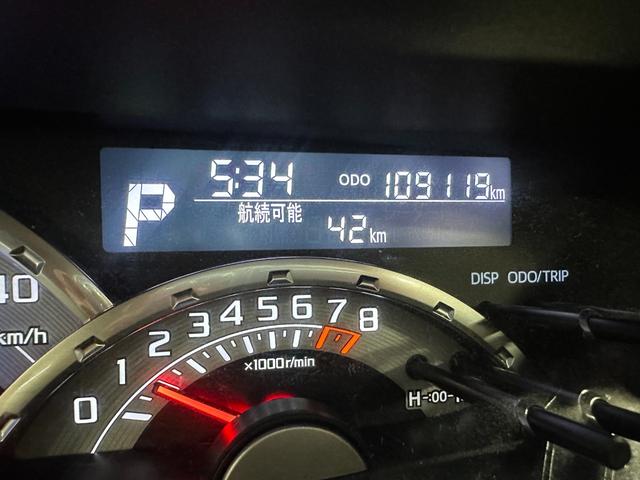 5:34 ODO 109119km
P
航続可能
42km
DISP ODO/TRIP
40
km/h
0 1 2 3 4 5 6 7 8
×1000r/min